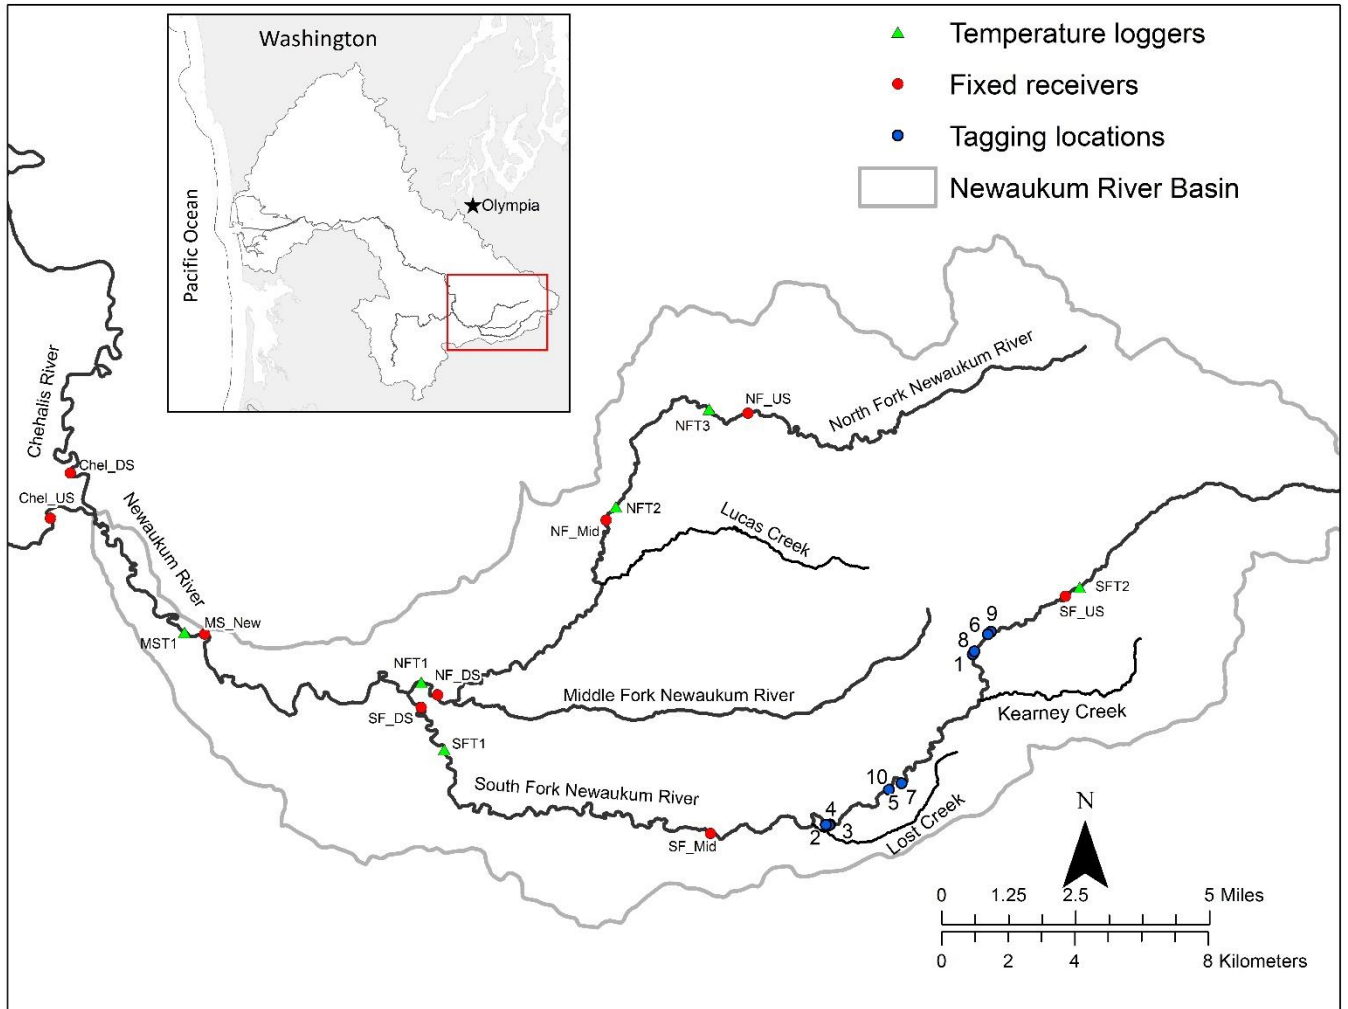 Washington
Pacific Ocean
Olympia
Temperature loggers
Fixed receivers
Tagging locations
Newaukum River Basin
Chehalis River
Chel_DS
Chel_US
Newaukum River
MST1
MS_New
NFT3
NF_US
North Fork Newaukum River
NFT2
NF_Mid
Lucas Creek
SFT2
SF_US
9
6
8
1
NFT1
NF_DS
SF_DS
Middle Fork Newaukum River
Kearney Creek
SFT1
South Fork Newaukum River
10
5
7
4
2
3
Lost Creek
SF_Mid
N
0 1.25 2.5 5 Miles
0 2 4 8 Kilometers